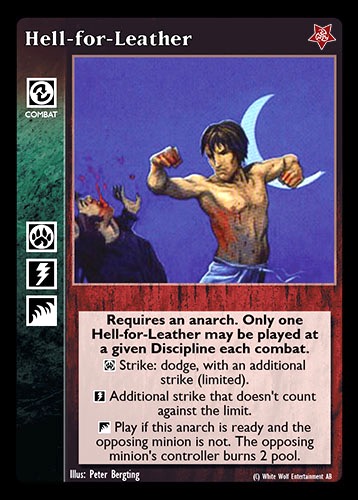 Hell-for-Leather
COMBAT
Requires an anarch. Only one
Hell-for-Leather may be played at
a given Discipline each combat.
Strike: dodge, with an additional
strike (limited).
Additional strike that doesn't count
against the limit.
Play if this anarch is ready and the
opposing minion is not. The opposing
minion's controller burns 2 pool.
Illus: Peter Bergting
(C) White Wolf Entertainment AB